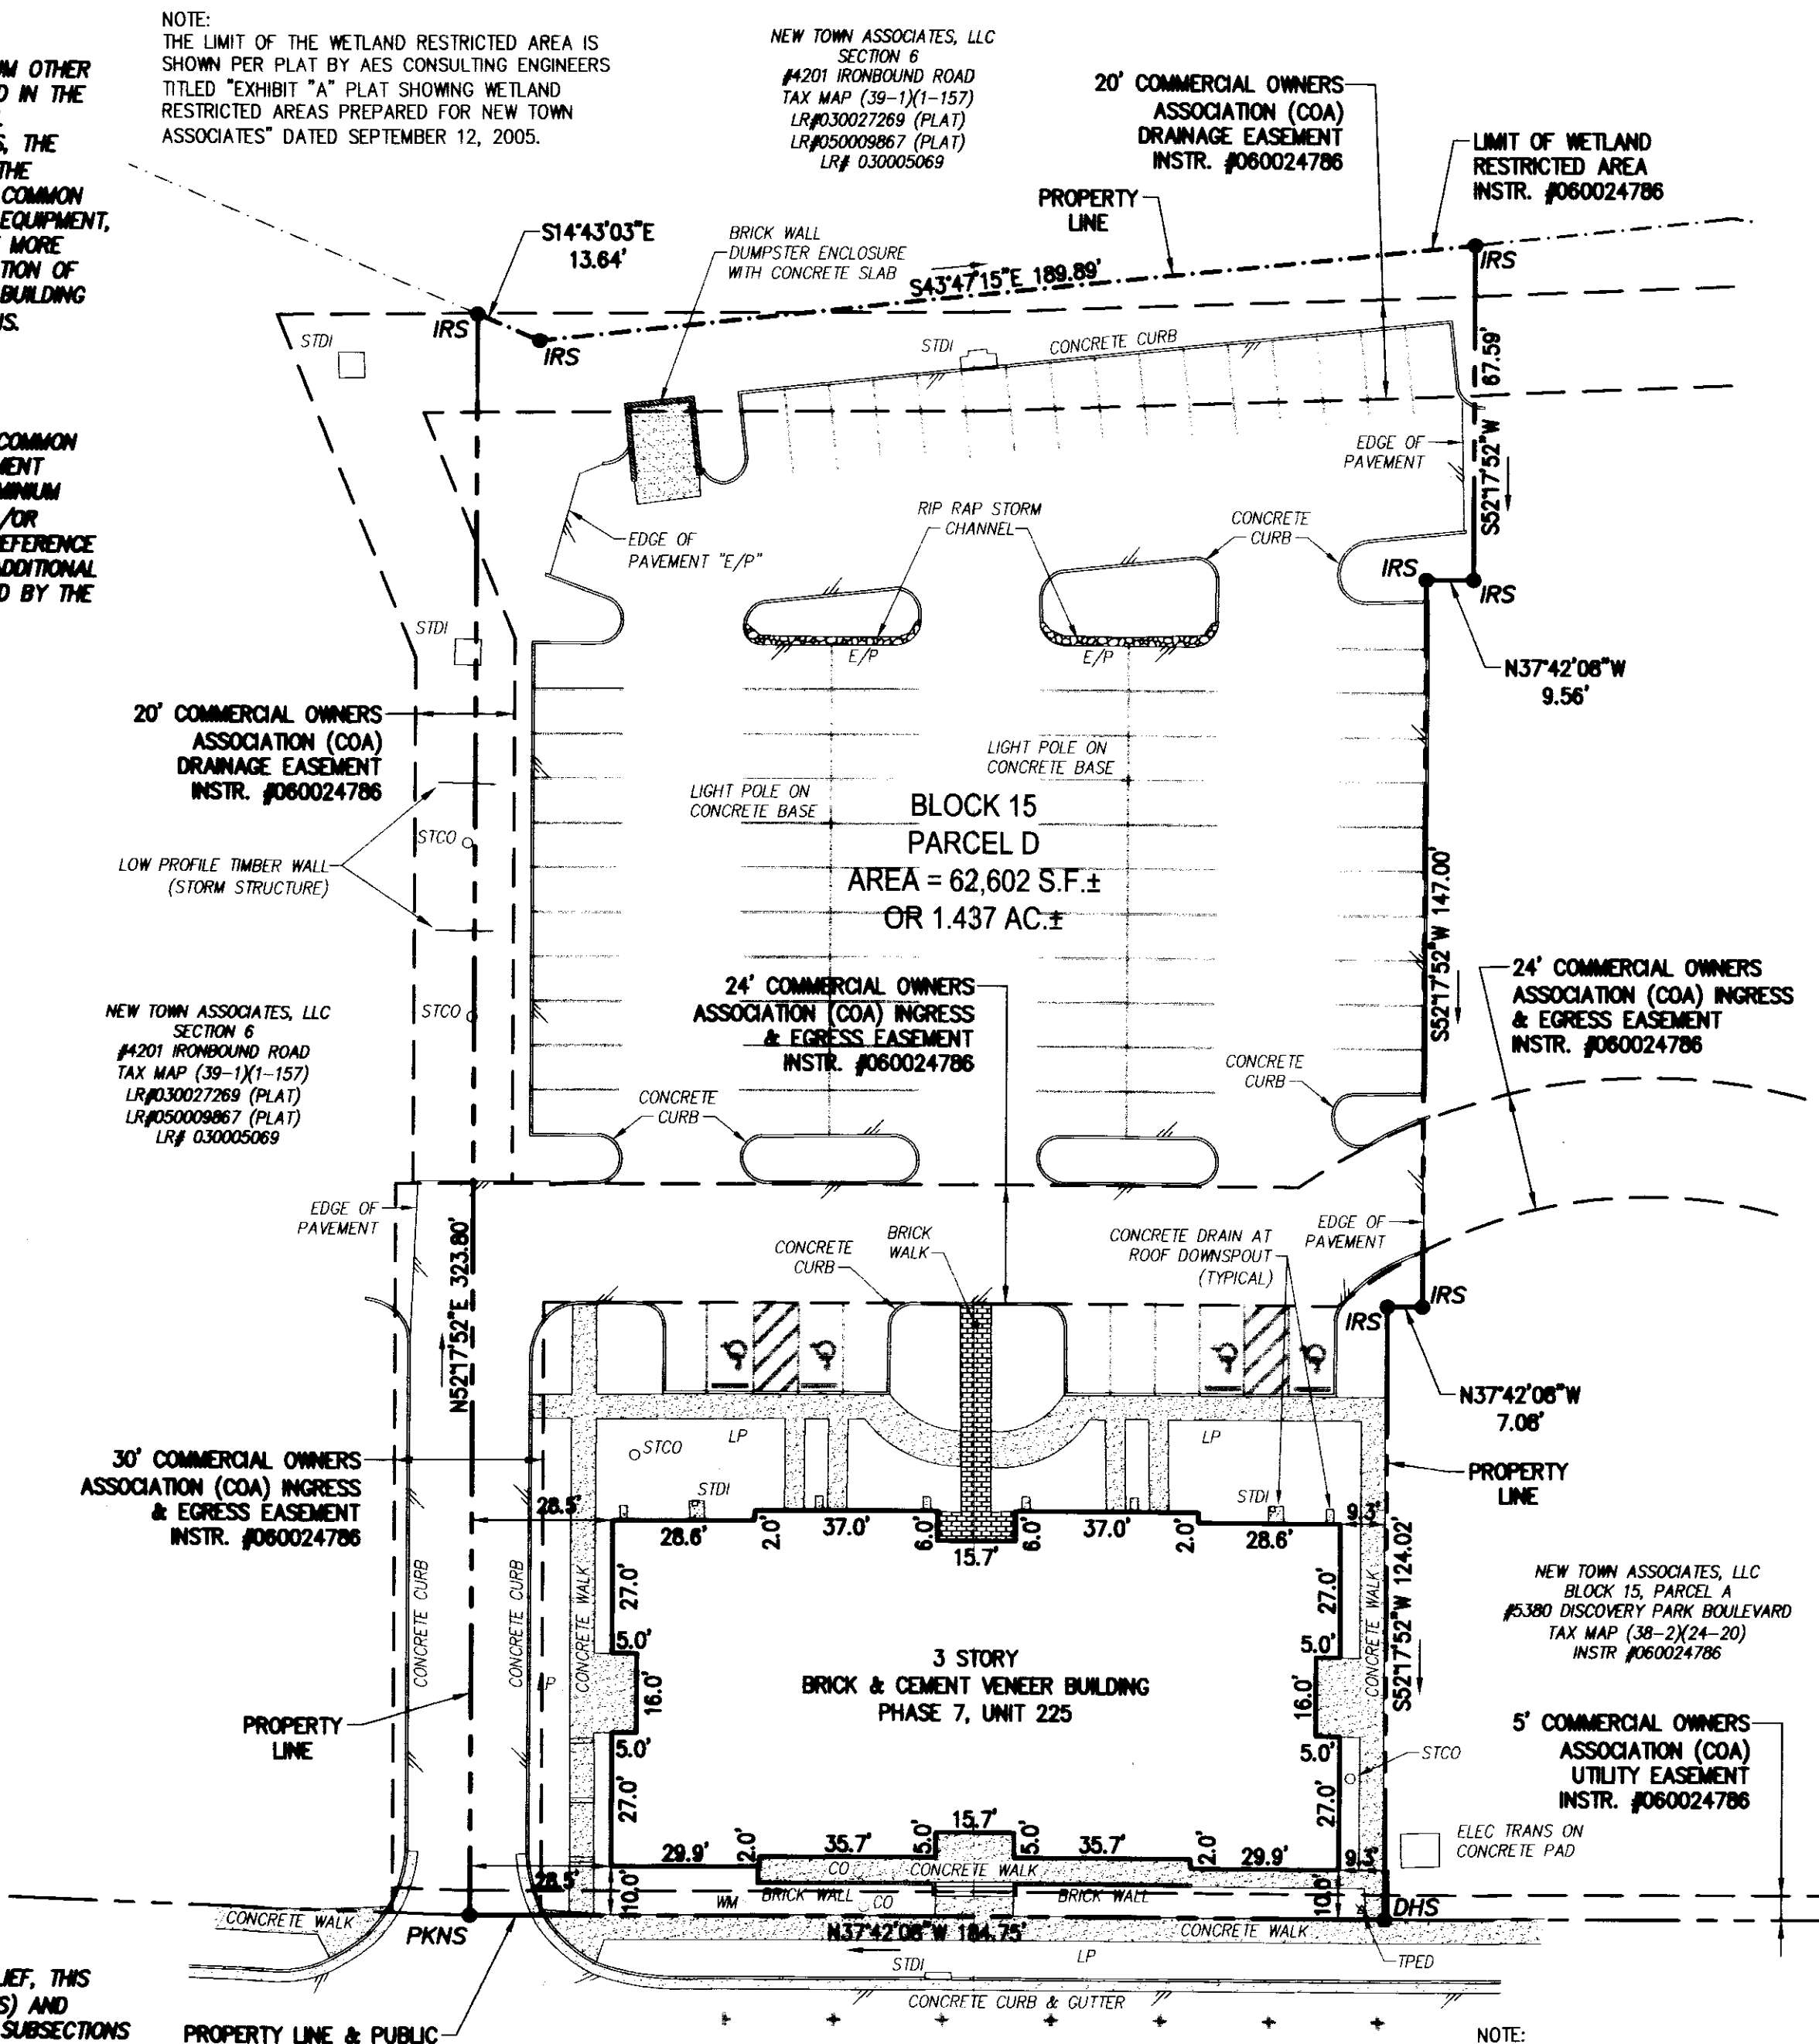 NOTE:
THE LIMIT OF THE WETLAND RESTRICTED AREA IS
SHOWN PER PLAT BY AES CONSULTING ENGINEERS
TITLED "EXHIBIT "A" PLAT SHOWING WETLAND
RESTRICTED AREAS PREPARED FOR NEW TOWN
ASSOCIATES" DATED SEPTEMBER 12, 2005.
OTHER
IN THE
THE
THE
COMMON
EQUIPMENT,
MORE
OF
BUILDING
COMMON
REFERENCE
ADDITIONAL
BY THE
NEW TOWN ASSOCIATES, LLC
SECTION 6
#4201 IRONBOUND ROAD
TAX MAP (39-1)(1-157)
LR#030027269 (PLAT)
LR#050009867 (PLAT)
LR# 030005069
20' COMMERCIAL OWNERS
ASSOCIATION (COA)
DRAINAGE EASEMENT
INSTR. #060024786
LIMIT OF WETLAND
RESTRICTED AREA
INSTR. #060024786
PROPERTY
LINE
S14°43'03"E
13.64'
BRICK WALL
DUMPSTER ENCLOSURE
WITH CONCRETE SLAB
S43°47'15"E 189.89'
IRS
IRS
IRS
STDI
STDI
CONCRETE CURB
67.59'
S52°17'52"W
EDGE OF
PAVEMENT
RIP RAP STORM
CHANNEL
CONCRETE
CURB
EDGE OF
PAVEMENT "E/P"
IRS
IRS
STDI
E/P
E/P
N37°42'08"W
9.56'
20' COMMERCIAL OWNERS
ASSOCIATION (COA)
DRAINAGE EASEMENT
INSTR. #060024786
LIGHT POLE ON
CONCRETE BASE
LIGHT POLE ON
CONCRETE BASE
BLOCK 15
PARCEL D
AREA = 62,602 S.F.±
OR 1.437 AC.±
STCO
LOW PROFILE TIMBER WALL
(STORM STRUCTURE)
S52°17'52"W 147.00'
24' COMMERCIAL OWNERS
ASSOCIATION (COA) INGRESS
& EGRESS EASEMENT
INSTR. #060024786
24' COMMERCIAL OWNERS
ASSOCIATION (COA) INGRESS
& EGRESS EASEMENT
INSTR. #060024786
NEW TOWN ASSOCIATES, LLC
SECTION 6
#4201 IRONBOUND ROAD
TAX MAP (39-1)(1-157)
LR#030027269 (PLAT)
LR#050009867 (PLAT)
LR# 030005069
STCO
CONCRETE
CURB
CONCRETE
CURB
EDGE OF
PAVEMENT
N52°17'52"E 323.80'
CONCRETE
CURB
BRICK
WALK
CONCRETE DRAIN AT
ROOF DOWNSPOUT
(TYPICAL)
EDGE OF
PAVEMENT
IRS
IRS
N37°42'08"W
7.08'
30' COMMERCIAL OWNERS
ASSOCIATION (COA) INGRESS
& EGRESS EASEMENT
INSTR. #060024786
STCO
LP
LP
STDI
STDI
PROPERTY
LINE
28.5'
28.6'
2.0'
37.0'
6.0'
15.7'
6.0'
37.0'
2.0'
28.6'
9.3'
S52°17'52"W 124.02'
CONCRETE CURB
CONCRETE CURB
CONCRETE WALK
LP
27.0'
5.0'
16.0'
5.0'
27.0'
3 STORY
BRICK & CEMENT VENEER BUILDING
PHASE 7, UNIT 225
27.0'
5.0'
16.0'
5.0'
27.0'
CONCRETE WALK
STCO
NEW TOWN ASSOCIATES, LLC
BLOCK 15, PARCEL A
#5380 DISCOVERY PARK BOULEVARD
TAX MAP (38-2)(24-20)
INSTR #060024786
PROPERTY
LINE
5' COMMERCIAL OWNERS
ASSOCIATION (COA)
UTILITY EASEMENT
INSTR. #060024786
ELEC TRANS ON
CONCRETE PAD
29.9'
2.0'
35.7'
5.0'
15.7'
5.0'
35.7'
2.0'
29.9'
28.5'
10.0'
CO
CONCRETE WALK
WM
BRICK WALL
CO
BRICK WALL
10.0'
DHS
CONCRETE WALK
PKNS
N37°42'08"W 184.75'
CONCRETE WALK
LP
TPED
STDI
CONCRETE CURB & GUTTER
THIS
AND
SUBSECTIONS
PROPERTY LINE & PUBLIC
NOTE: